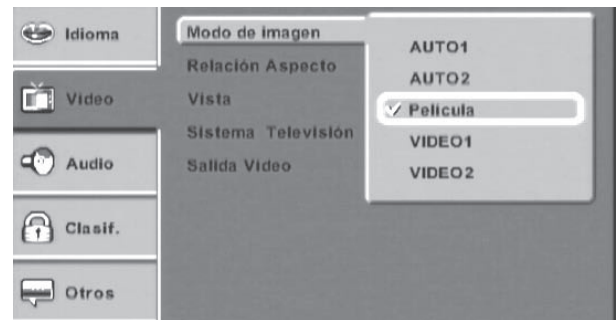 Idioma
Video
Audio
Clasif.
Otros
Modo de imagen
Relación Aspecto
Vista
Sistema Televisión
Salida Video
AUTO1
AUTO2
Película
VIDEO1
VIDEO2